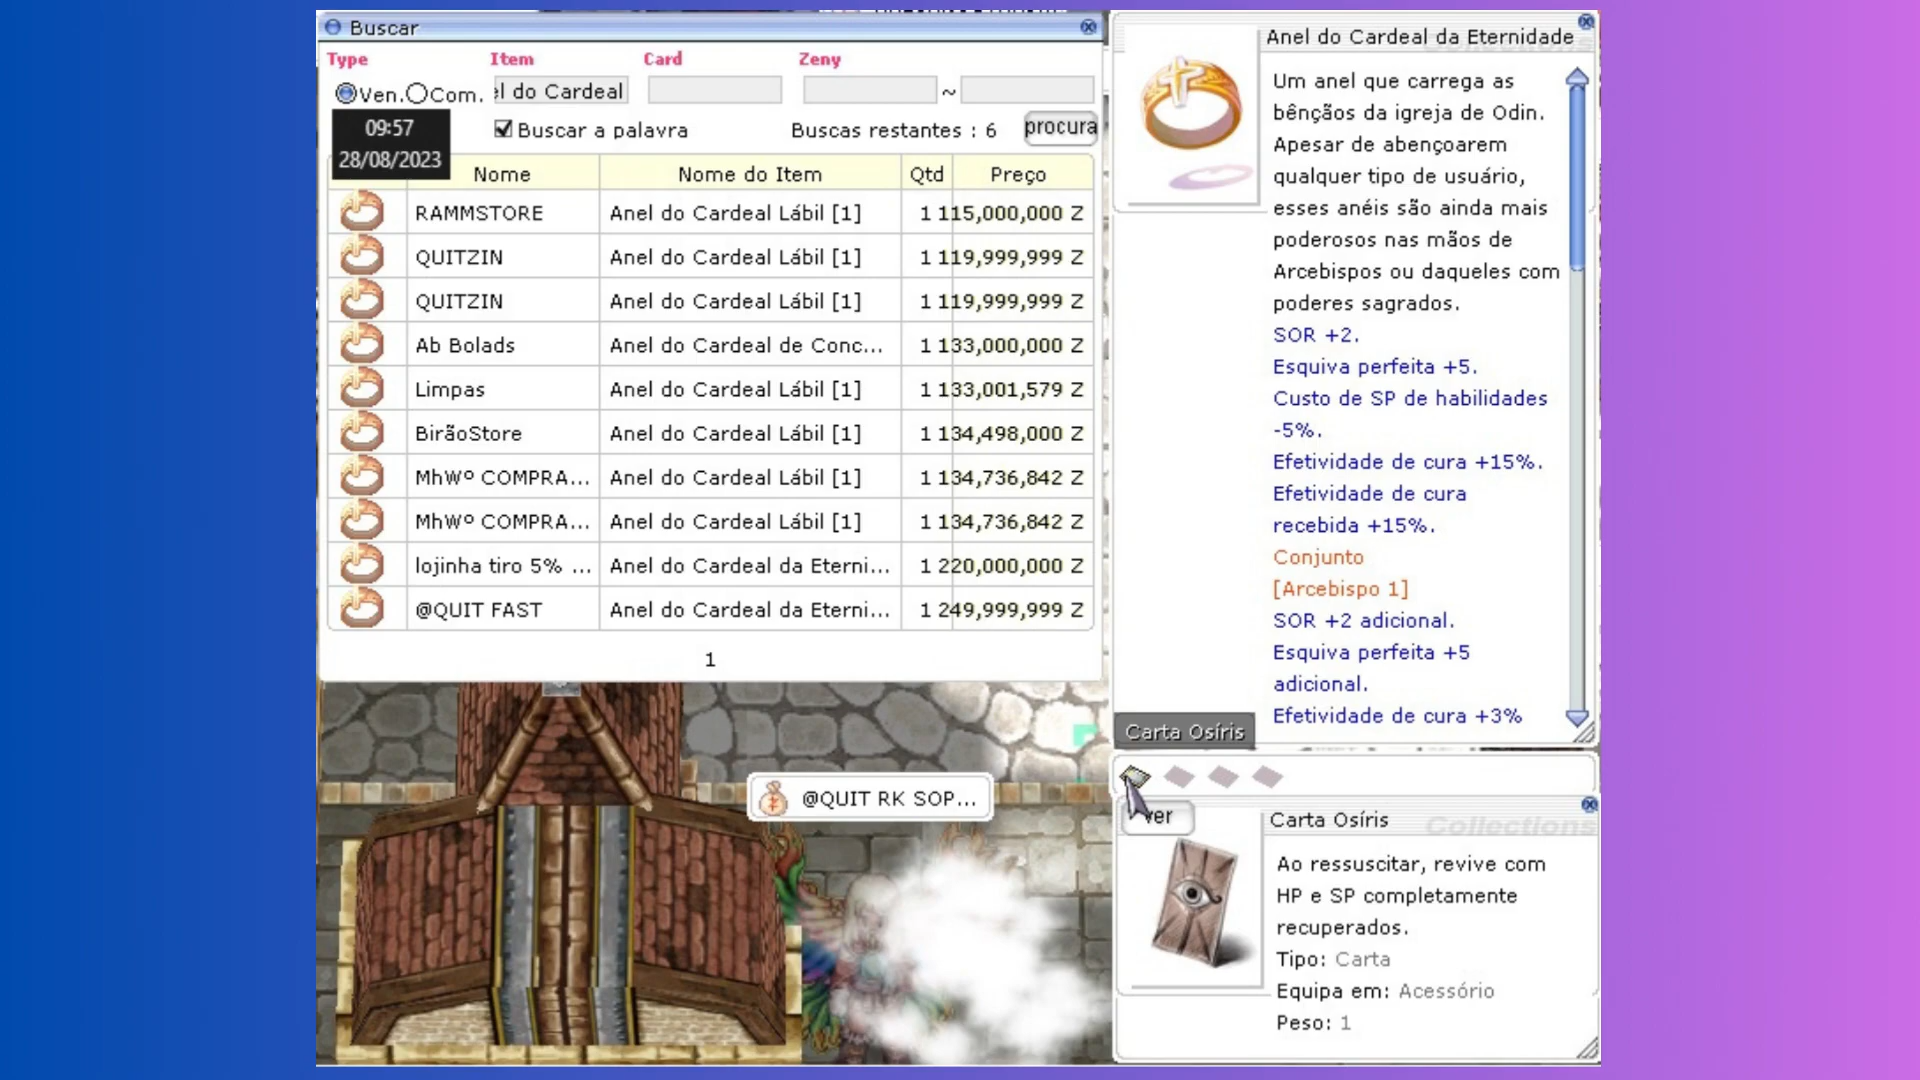 Buscar
Type Item Card Zeny
Ven. Com. el do Cardeal ~
09:57
28/08/2023
Buscar a palavra Buscas restantes : 6 procura
Nome Nome do Item Qtd Preço
RAMMSTORE Anel do Cardeal Lábil [1] 1 115,000,000 Z
QUITZIN Anel do Cardeal Lábil [1] 1 119,999,999 Z
QUITZIN Anel do Cardeal Lábil [1] 1 119,999,999 Z
Ab Bolads Anel do Cardeal de Conc... 1 133,000,000 Z
Limpas Anel do Cardeal Lábil [1] 1 133,001,579 Z
BirãoStore Anel do Cardeal Lábil [1] 1 134,498,000 Z
MhWº COMPRA... Anel do Cardeal Lábil [1] 1 134,736,842 Z
MhWº COMPRA... Anel do Cardeal Lábil [1] 1 134,736,842 Z
lojinha tiro 5% ... Anel do Cardeal da Eterni... 1 220,000,000 Z
@QUIT FAST Anel do Cardeal da Eterni... 1 249,999,999 Z
1
@QUIT RK SOP...
Anel do Cardeal da Eternidade
Um anel que carrega as
bênçãos da igreja de Odin.
Apesar de abençoarem
qualquer tipo de usuário,
esses anéis são ainda mais
poderosos nas mãos de
Arcebispos ou daqueles com
poderes sagrados.
SOR +2.
Esquiva perfeita +5.
Custo de SP de habilidades
-5%.
Efetividade de cura +15%.
Efetividade de cura
recebida +15%.
Conjunto
[Arcebispo 1]
SOR +2 adicional.
Esquiva perfeita +5
adicional.
Efetividade de cura +3%
Carta Osíris
ver
Carta Osíris
Collections
Ao ressuscitar, revive com
HP e SP completamente
recuperados.
Tipo: Carta
Equipa em: Acessório
Peso: 1